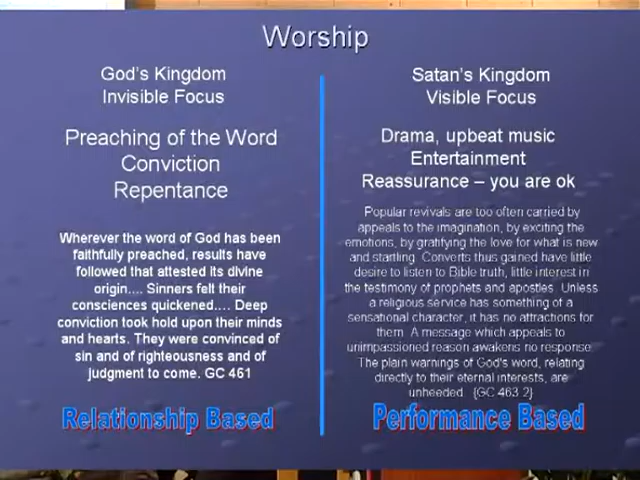 Worship
God's Kingdom
Invisible Focus
Preaching of the Word
Conviction
Repentance
Wherever the word of God has been
faithfully preached, results have
followed that attested its divine
origin.... Sinners felt their
consciences quickened.... Deep
conviction took hold upon their minds
and hearts. They were convinced of
sin and of righteousness and of
judgment to come. GC 461
Relationship Based
Satan's Kingdom
Visible Focus
Drama, upbeat music
Entertainment
Reassurance – you are ok
Popular revivals are too often carried by
appeals to the imagination, by exciting the
emotions, by gratifying the love for what is new
and startling. Converts thus gained have little
desire to listen to Bible truth, little interest in
the testimony of prophets and apostles. Unless
a religious service has something of a
sensational character, it has no attractions for
them. A message which appeals to
unimpassioned reason awakens no response.
The plain warnings of God's word, relating
directly to their eternal interests, are
unheeded. {GC 463.2}
Performance Based